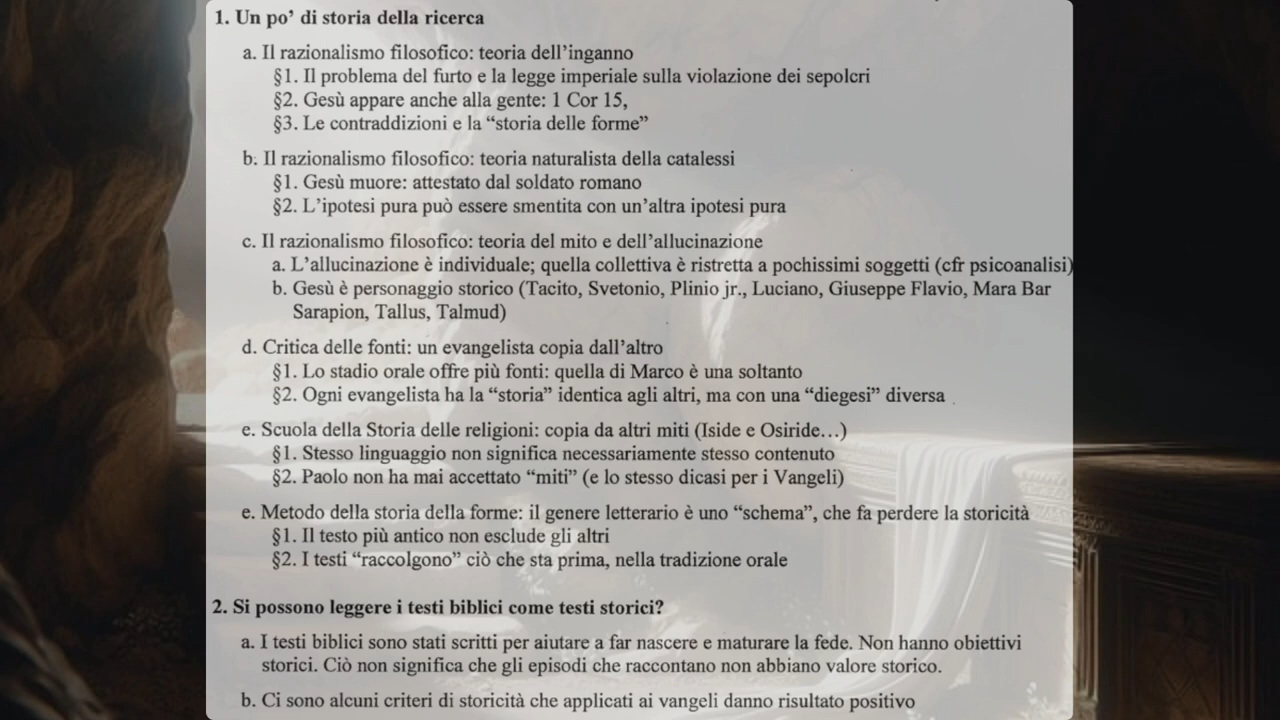 1. Un po’ di storia della ricerca
a. Il razionalismo filosofico: teoria dell’inganno
§1. Il problema del furto e la legge imperiale sulla violazione dei sepolcri
§2. Gesù appare anche alla gente: 1 Cor 15,
§3. Le contraddizioni e la “storia delle forme”
b. Il razionalismo filosofico: teoria naturalista della catalessi
§1. Gesù muore: attestato dal soldato romano
§2. L’ipotesi pura può essere smentita con un’altra ipotesi pura
c. Il razionalismo filosofico: teoria del mito e dell’allucinazione
a. L’allucinazione è individuale; quella collettiva è ristretta a pochissimi soggetti (cfr psicoanalisi)
b. Gesù è personaggio storico (Tacito, Svetonio, Plinio jr., Luciano, Giuseppe Flavio, Mara Bar
Sarapion, Tallus, Talmud)
d. Critica delle fonti: un evangelista copia dall’altro
§1. Lo stadio orale offre più fonti: quella di Marco è una soltanto
§2. Ogni evangelista ha la “storia” identica agli altri, ma con una “diegesi” diversa
e. Scuola della Storia delle religioni: copia da altri miti (Iside e Osiride…)
§1. Stesso linguaggio non significa necessariamente stesso contenuto
§2. Paolo non ha mai accettato “miti” (e lo stesso dicasi per i Vangeli)
e. Metodo della storia della forme: il genere letterario è uno “schema”, che fa perdere la storicità
§1. Il testo più antico non esclude gli altri
§2. I testi “raccolgono” ciò che sta prima, nella tradizione orale
2. Si possono leggere i testi biblici come testi storici?
a. I testi biblici sono stati scritti per aiutare a far nascere e maturare la fede. Non hanno obiettivi
storici. Ciò non significa che gli episodi che raccontano non abbiano valore storico.
b. Ci sono alcuni criteri di storicità che applicati ai vangeli danno risultato positivo